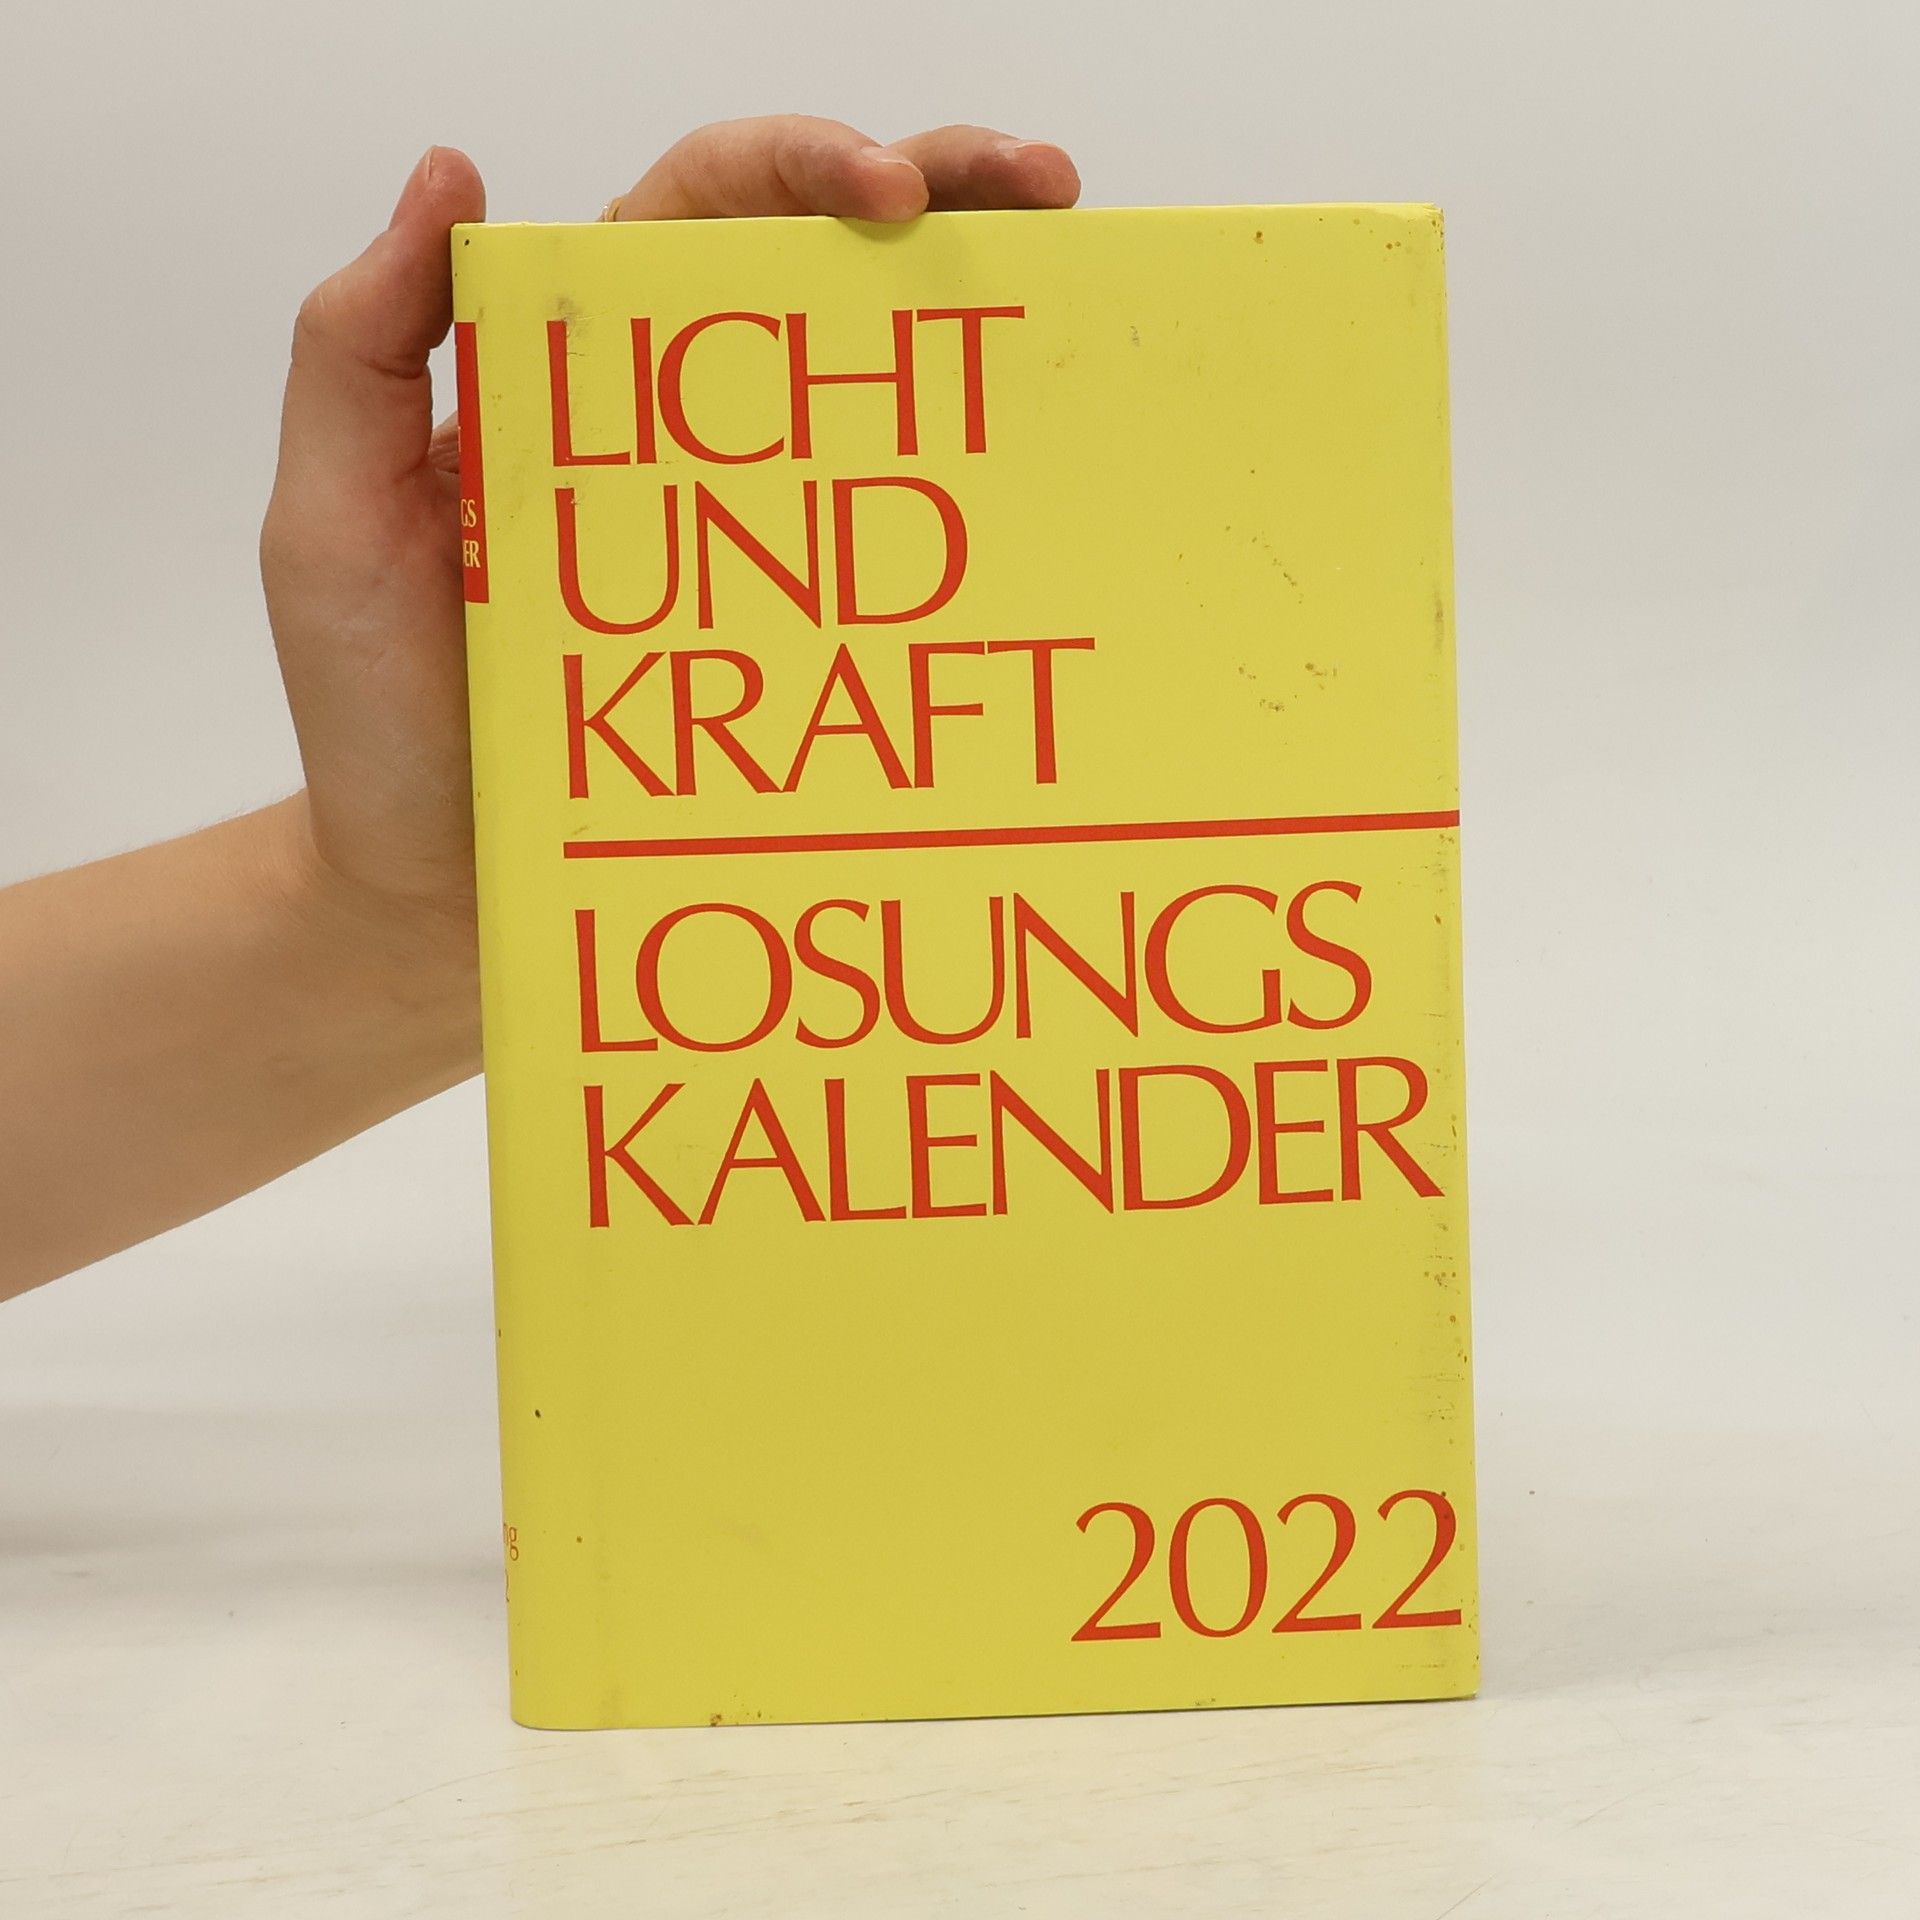 LICHT
UND
KRAFT
LOSUNGS
KALENDER
2022